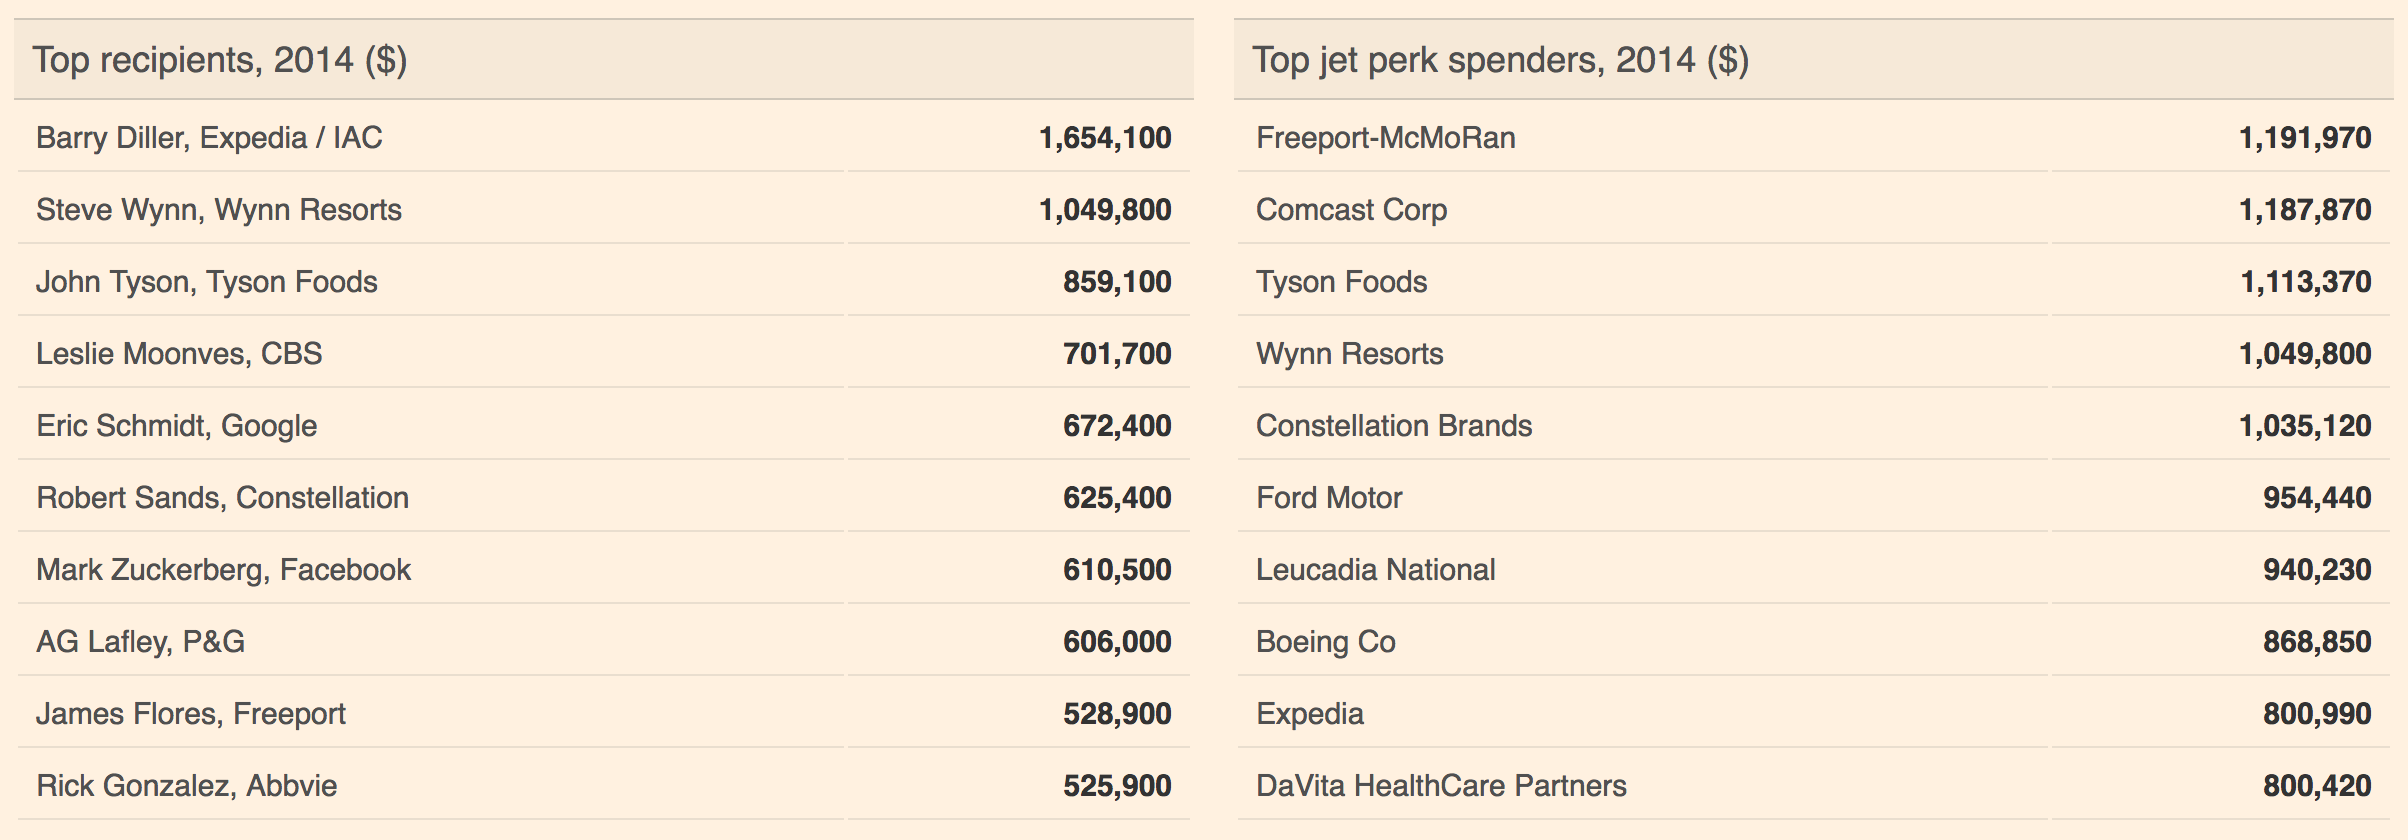 Top recipients, 2014 ($)
Barry Diller, Expedia / IAC 1,654,100
Steve Wynn, Wynn Resorts 1,049,800
John Tyson, Tyson Foods 859,100
Leslie Moonves, CBS 701,700
Eric Schmidt, Google 672,400
Robert Sands, Constellation 625,400
Mark Zuckerberg, Facebook 610,500
AG Lafley, P&G 606,000
James Flores, Freeport 528,900
Rick Gonzalez, Abbvie 525,900
Top jet perk spenders, 2014 ($)
Freeport-McMoRan 1,191,970
Comcast Corp 1,187,870
Tyson Foods 1,113,370
Wynn Resorts 1,049,800
Constellation Brands 1,035,120
Ford Motor 954,440
Leucadia National 940,230
Boeing Co 868,850
Expedia 800,990
DaVita HealthCare Partners 800,420